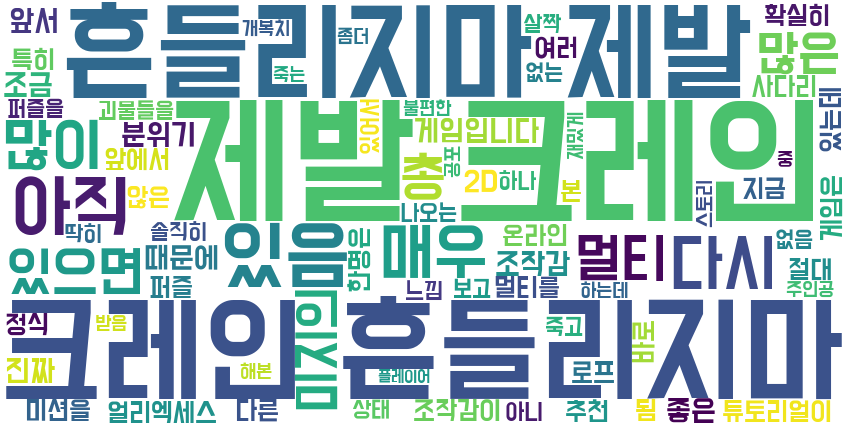 앞서 흔들리지마 제발 확실히
개복치 좀더 살짝 여러 많은
특히 죽는 없는 사다리
조금
퍼즐을 괴물들을 제발 크레인 불편한 있는데
많이 분위기 있어서 게임입니다 재밌게
앞에서 총 공포 중
아직 않은 2D 하나 본 지금 스토리 게임은
나오는
딱히 솔직히 있음 한명은 매우 온라인 멀티 다시 없음
있으면 때문에 조작감 절대
퍼즐 느낌 보고 멀티를 하는데 주인공
크레인 미지의 흔들리지마
정식 받음 죽고 바로
진짜 해본 플레이어 로프
미션을 얼리엑세스 다른 상태 조작감이 아니 추천 됨 좋은 튜토리얼이